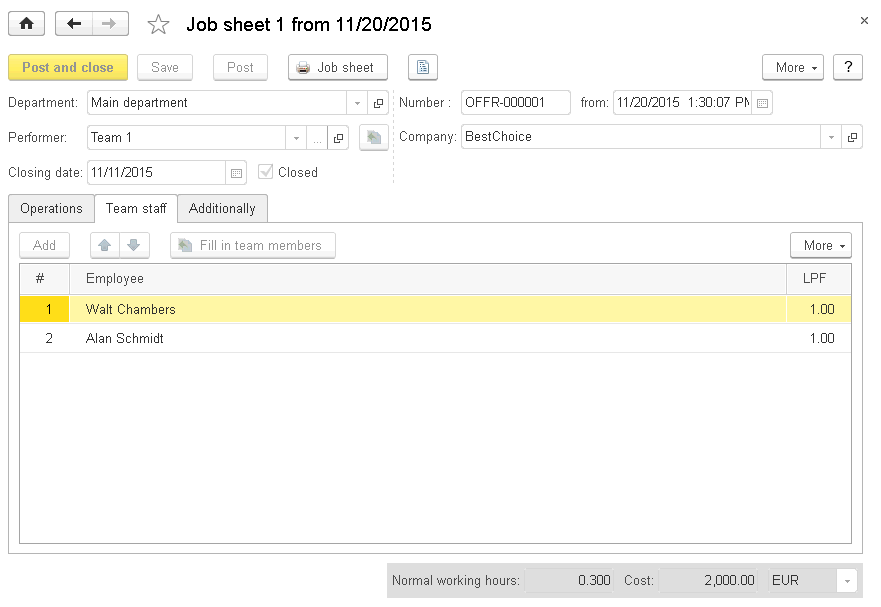 Job sheet 1 from 11/20/2015
Post and close Save Post Job sheet More ?
Department: Main department Number : OFFR-000001 from: 11/20/2015 1:30:07 PM
Performer: Team 1 ... Company: BestChoice
Closing date: 11/11/2015 Closed
Operations Team staff Additionally
Add Fill in team members More
# Employee LPF
1 Walt Chambers 1.00
2 Alan Schmidt 1.00
Normal working hours: 0.300 Cost: 2,000.00 EUR